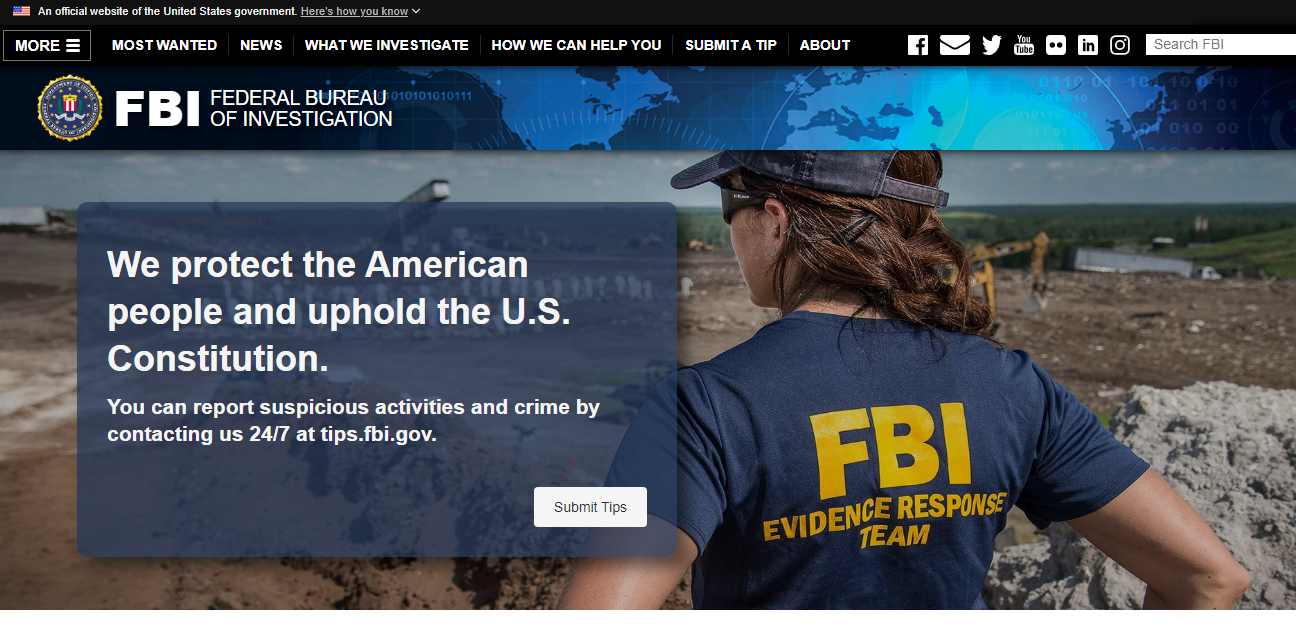 An official website of the United States government. Here's how you know
MORE
MOST WANTED
NEWS
WHAT WE INVESTIGATE
HOW WE CAN HELP YOU
SUBMIT A TIP
ABOUT
You
Tube
in
Search FBI
FBI
FEDERAL BUREAU
OF INVESTIGATION
We protect the American
people and uphold the U.S.
Constitution.
You can report suspicious activities and crime by
contacting us 24/7 at tips.fbi.gov.
Submit Tips
FBI
EVIDENCE RESPONSE
TEAM